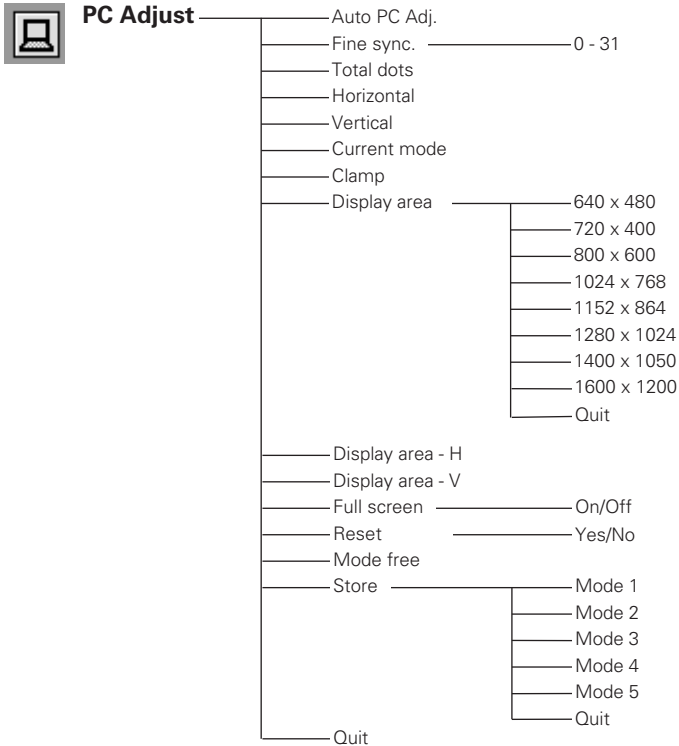 PC Adjust
Auto PC Adj.
Fine sync. 0 - 31
Total dots
Horizontal
Vertical
Current mode
Clamp
Display area 640 x 480
720 x 400
800 x 600
1024 x 768
1152 x 864
1280 x 1024
1400 x 1050
1600 x 1200
Quit
Display area - H
Display area - V
Full screen On/Off
Reset Yes/No
Mode free
Store Mode 1
Mode 2
Mode 3
Mode 4
Mode 5
Quit
Quit